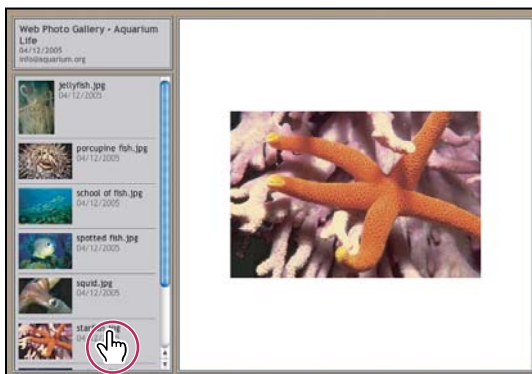 Web Photo Gallery - Aquarium
Life
04/12/2005
info@aquarium.org
jellyfish.jpg
04/12/2005
porcupine fish.jpg
04/12/2005
school of fish.jpg
04/12/2005
spotted fish.jpg
04/12/2005
squid.jpg
04/12/2005